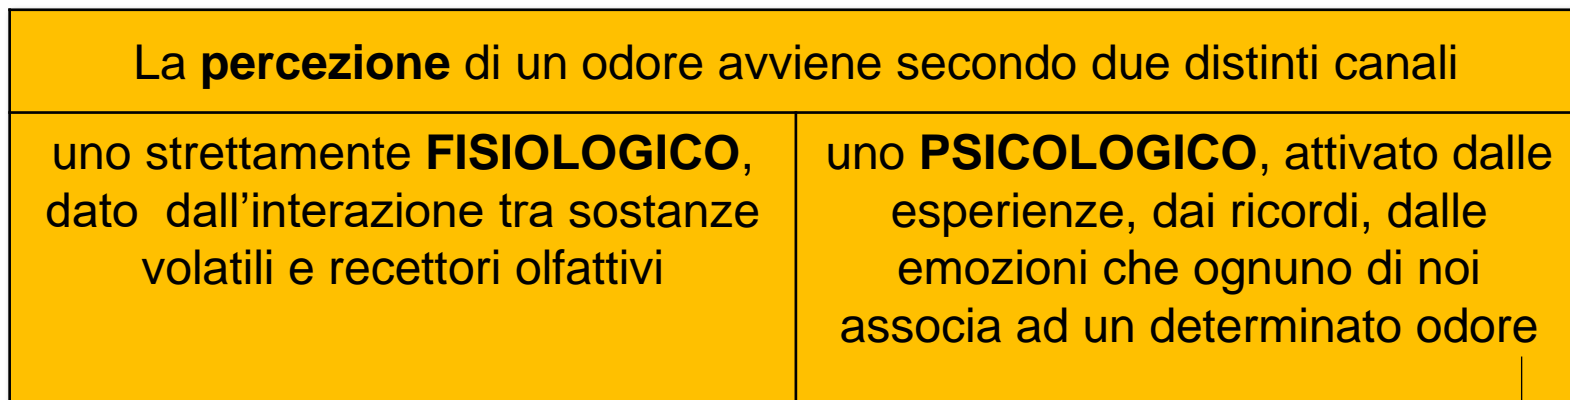 La percezione di un odore avviene secondo due distinti canali
uno strettamente FISIOLOGICO,
dato  dall’interazione tra sostanze
volatili e recettori olfattivi
uno PSICOLOGICO, attivato dalle
esperienze, dai ricordi, dalle
emozioni che ognuno di noi
associa ad un determinato odore